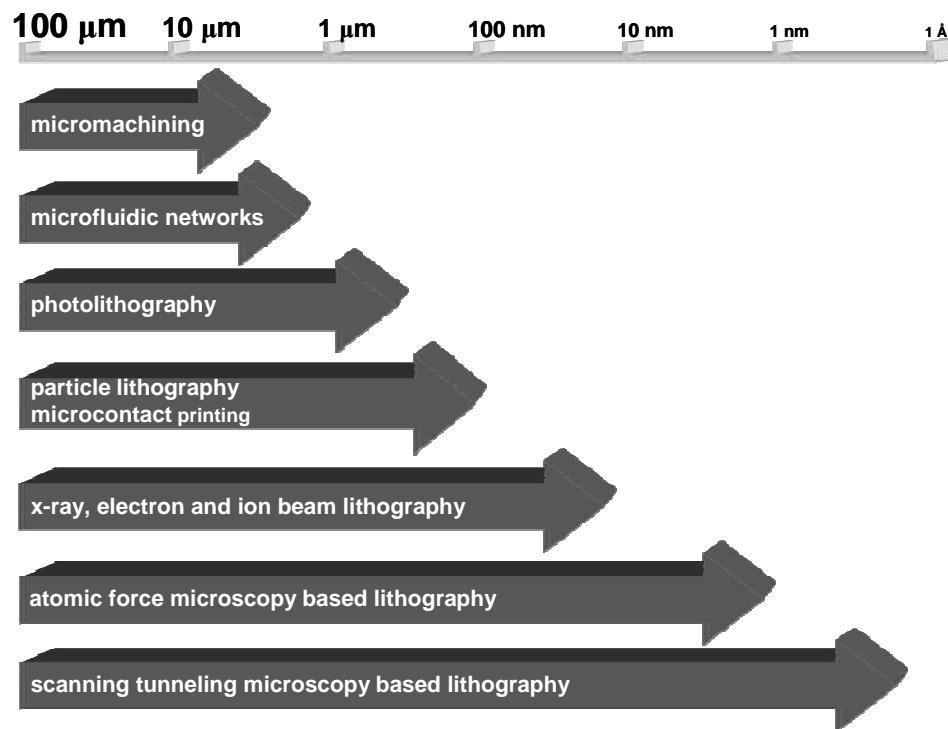 100 μm 10 μm 1 μm 100 nm 10 nm 1 nm 1 Å
micromachining
microfluidic networks
photolithography
particle lithography
microcontact printing
x-ray, electron and ion beam lithography
atomic force microscopy based lithography
scanning tunneling microscopy based lithography